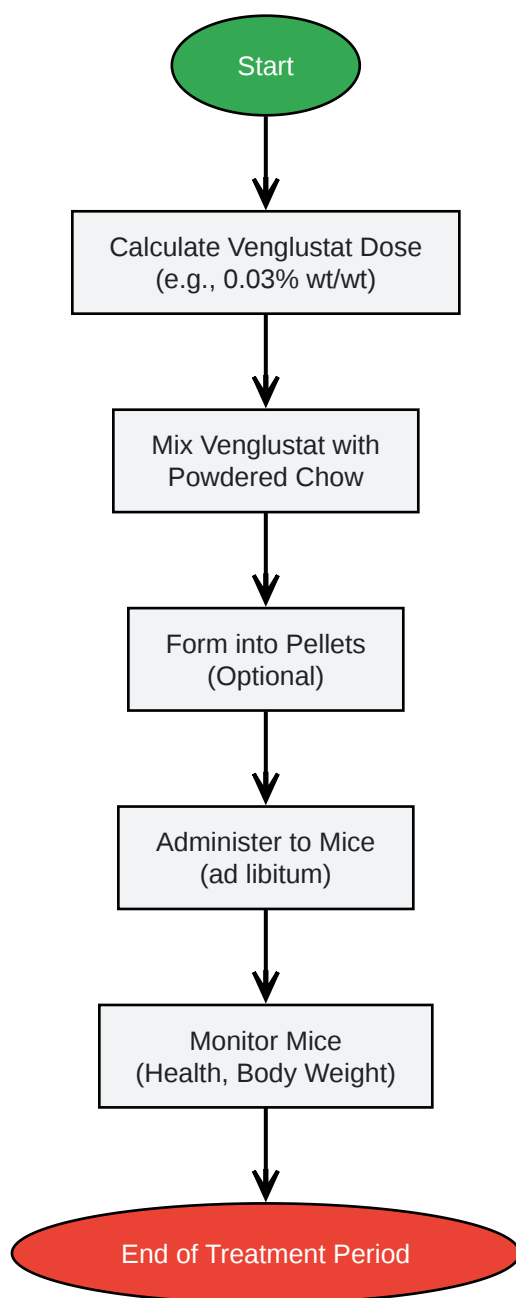 Start
Calculate Venglustat Dose
(e.g., 0.03% wt/wt)
Mix Venglustat with
Powdered Chow
Form into Pellets
(Optional)
Administer to Mice
(ad libitum)
Monitor Mice
(Health, Body Weight)
End of Treatment Period